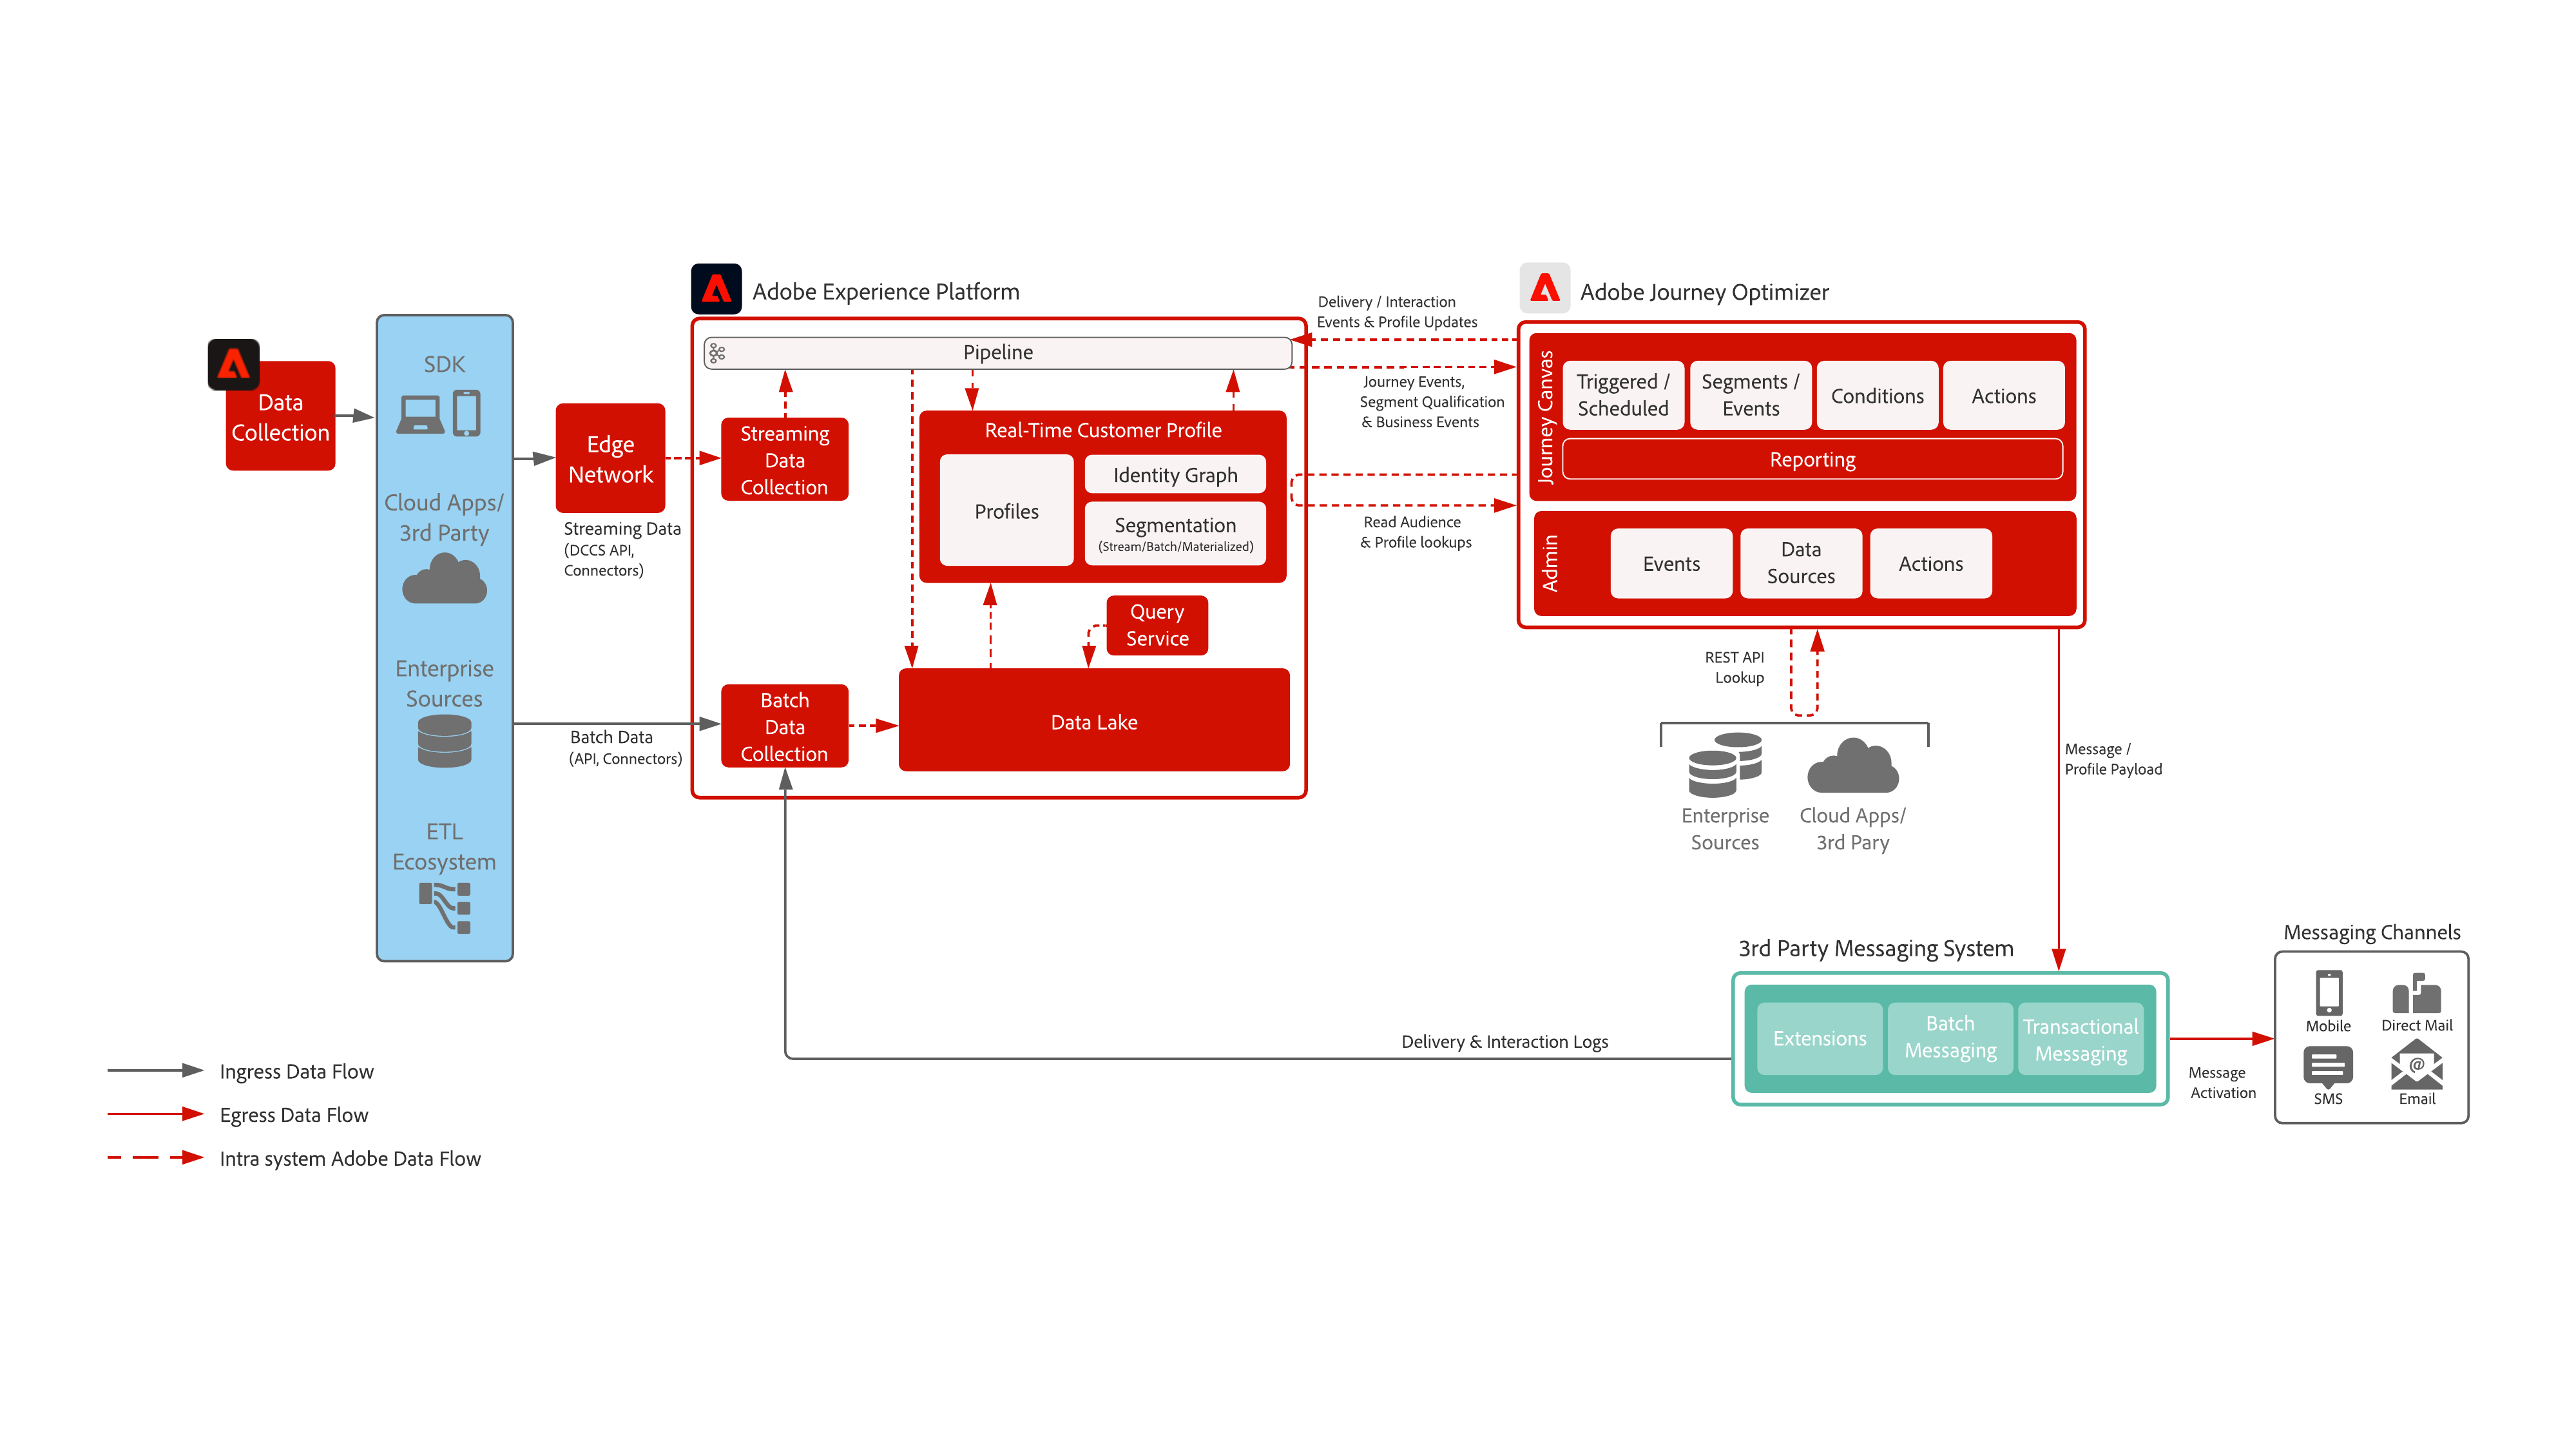 Data
Collection
SDK
Cloud Apps/
3rd Party
Enterprise
Sources
ETL
Ecosystem
Edge
Network
Streaming Data
(DCCS API,
Connectors)
Batch Data
(API, Connectors)
Adobe Experience Platform
Pipeline
Streaming
Data
Collection
Real-Time Customer Profile
Profiles
Identity Graph
Segmentation
(Stream/Batch/Materialized)
Query
Service
Batch
Data
Collection
Data Lake
Delivery / Interaction
Events & Profile Updates
Journey Events,
Segment Qualification
& Business Events
Read Audience
& Profile lookups
Adobe Journey Optimizer
Journey Canvas
Triggered /
Scheduled
Segments /
Events
Conditions
Actions
Reporting
Admin
Events
Data
Sources
Actions
REST API
Lookup
Enterprise
Sources
Cloud Apps/
3rd Pary
Message /
Profile Payload
3rd Party Messaging System
Extensions
Batch
Messaging
Transactional
Messaging
Delivery & Interaction Logs
Message
Activation
Messaging Channels
Mobile
Direct Mail
SMS
@
Email
Ingress Data Flow
Egress Data Flow
Intra system Adobe Data Flow